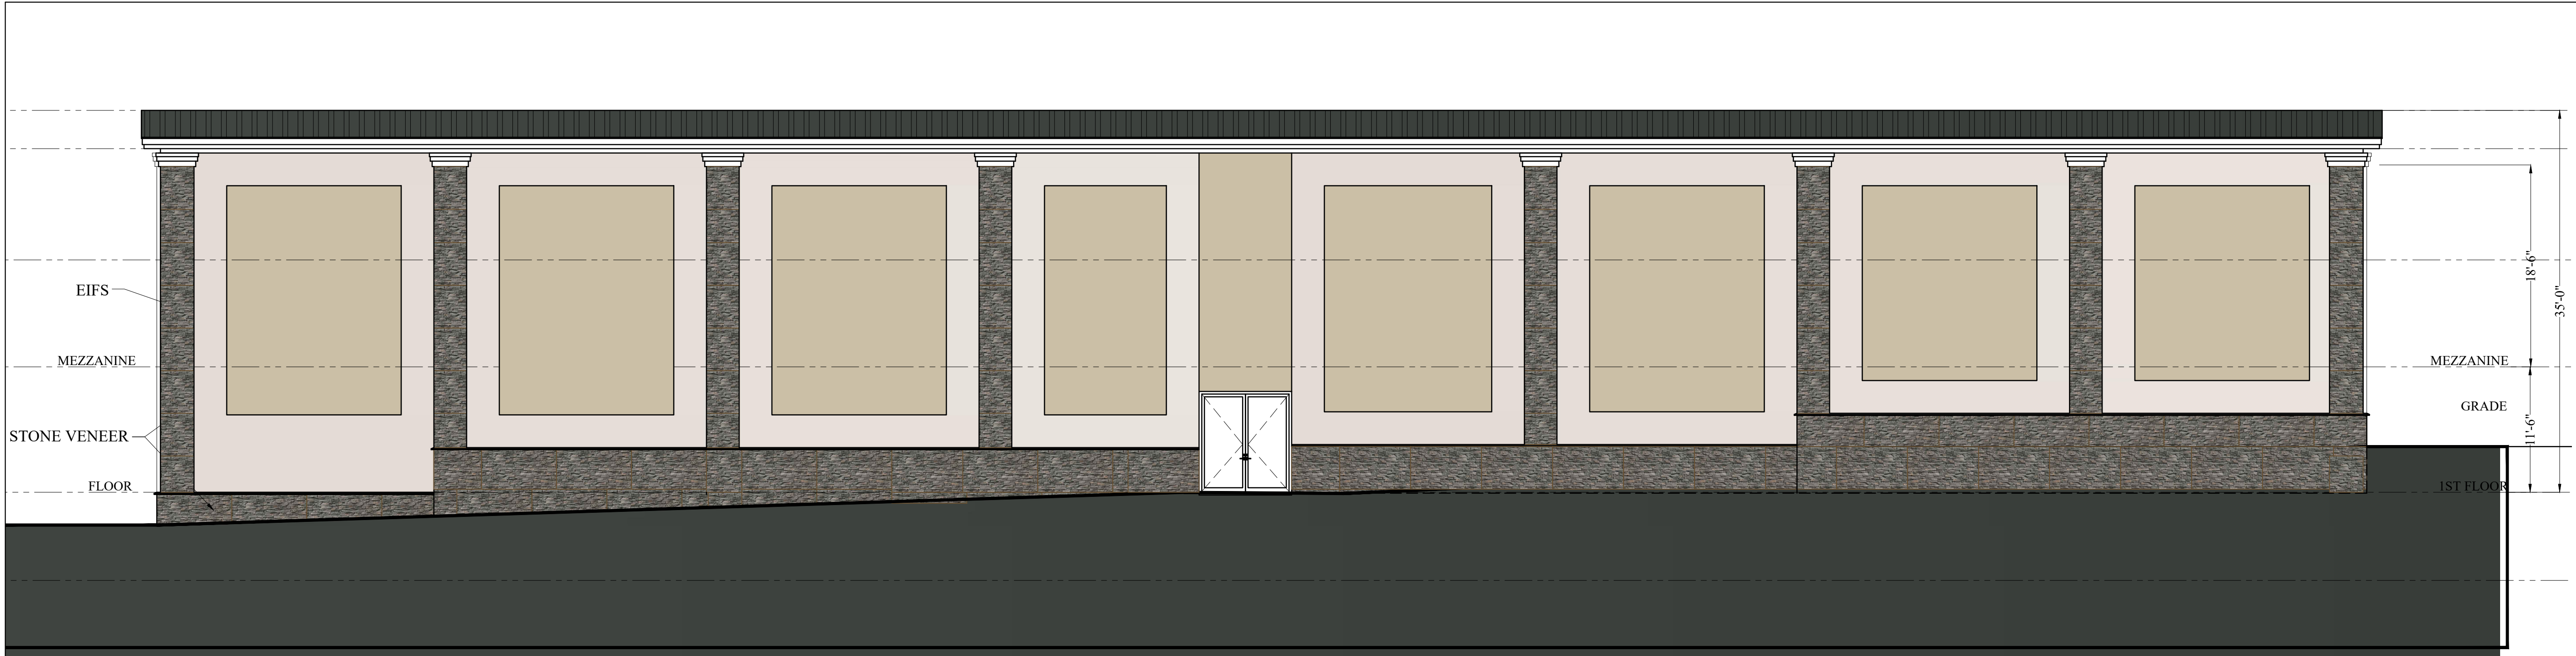 EIFS
MEZZANINE
STONE VENEER
FLOOR
18'-6"
35'-0"
MEZZANINE
GRADE
11'-6"
1ST FLOOR